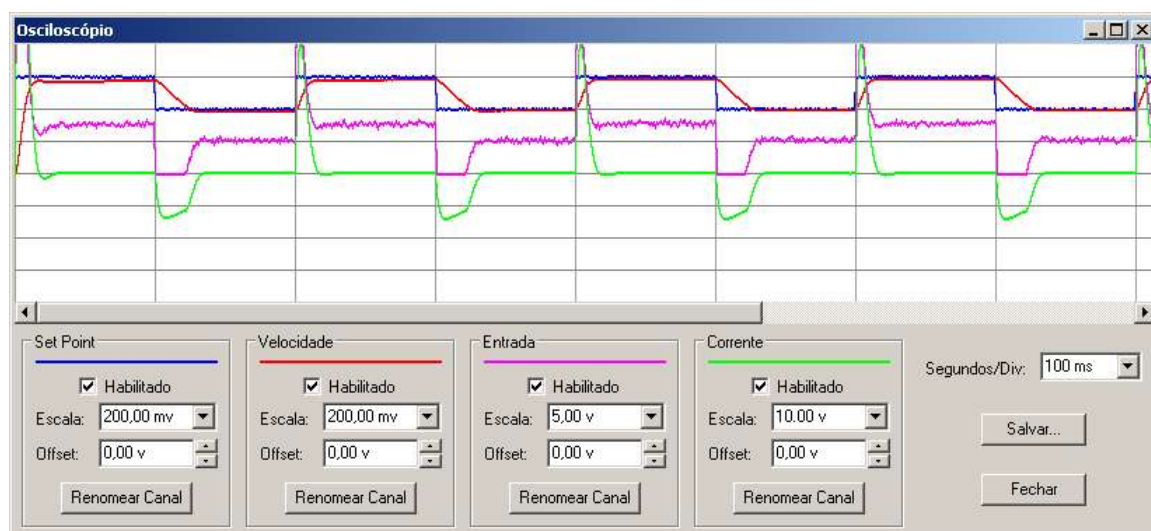 Osciloscópio
Set Point
Velocidade
Entrada
Corrente
Habilitado
Habilitado
Habilitado
Habilitado
Segundos/Div: 100 ms
Escala: 200,00 mv
Escala: 200,00 mv
Escala: 5,00 v
Escala: 10.00 v
Offset: 0,00 v
Offset: 0,00 v
Offset: 0,00 v
Offset: 0,00 v
Salvar...
Renomear Canal
Renomear Canal
Renomear Canal
Renomear Canal
Fechar